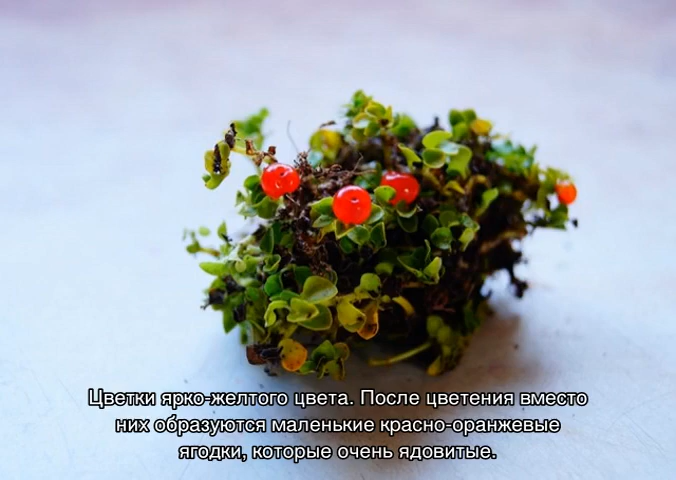 Цветки ярко-желтого цвета. После цветения вместо
них образуются маленькие красно-оранжевые
ягодки, которые очень ядовитые.